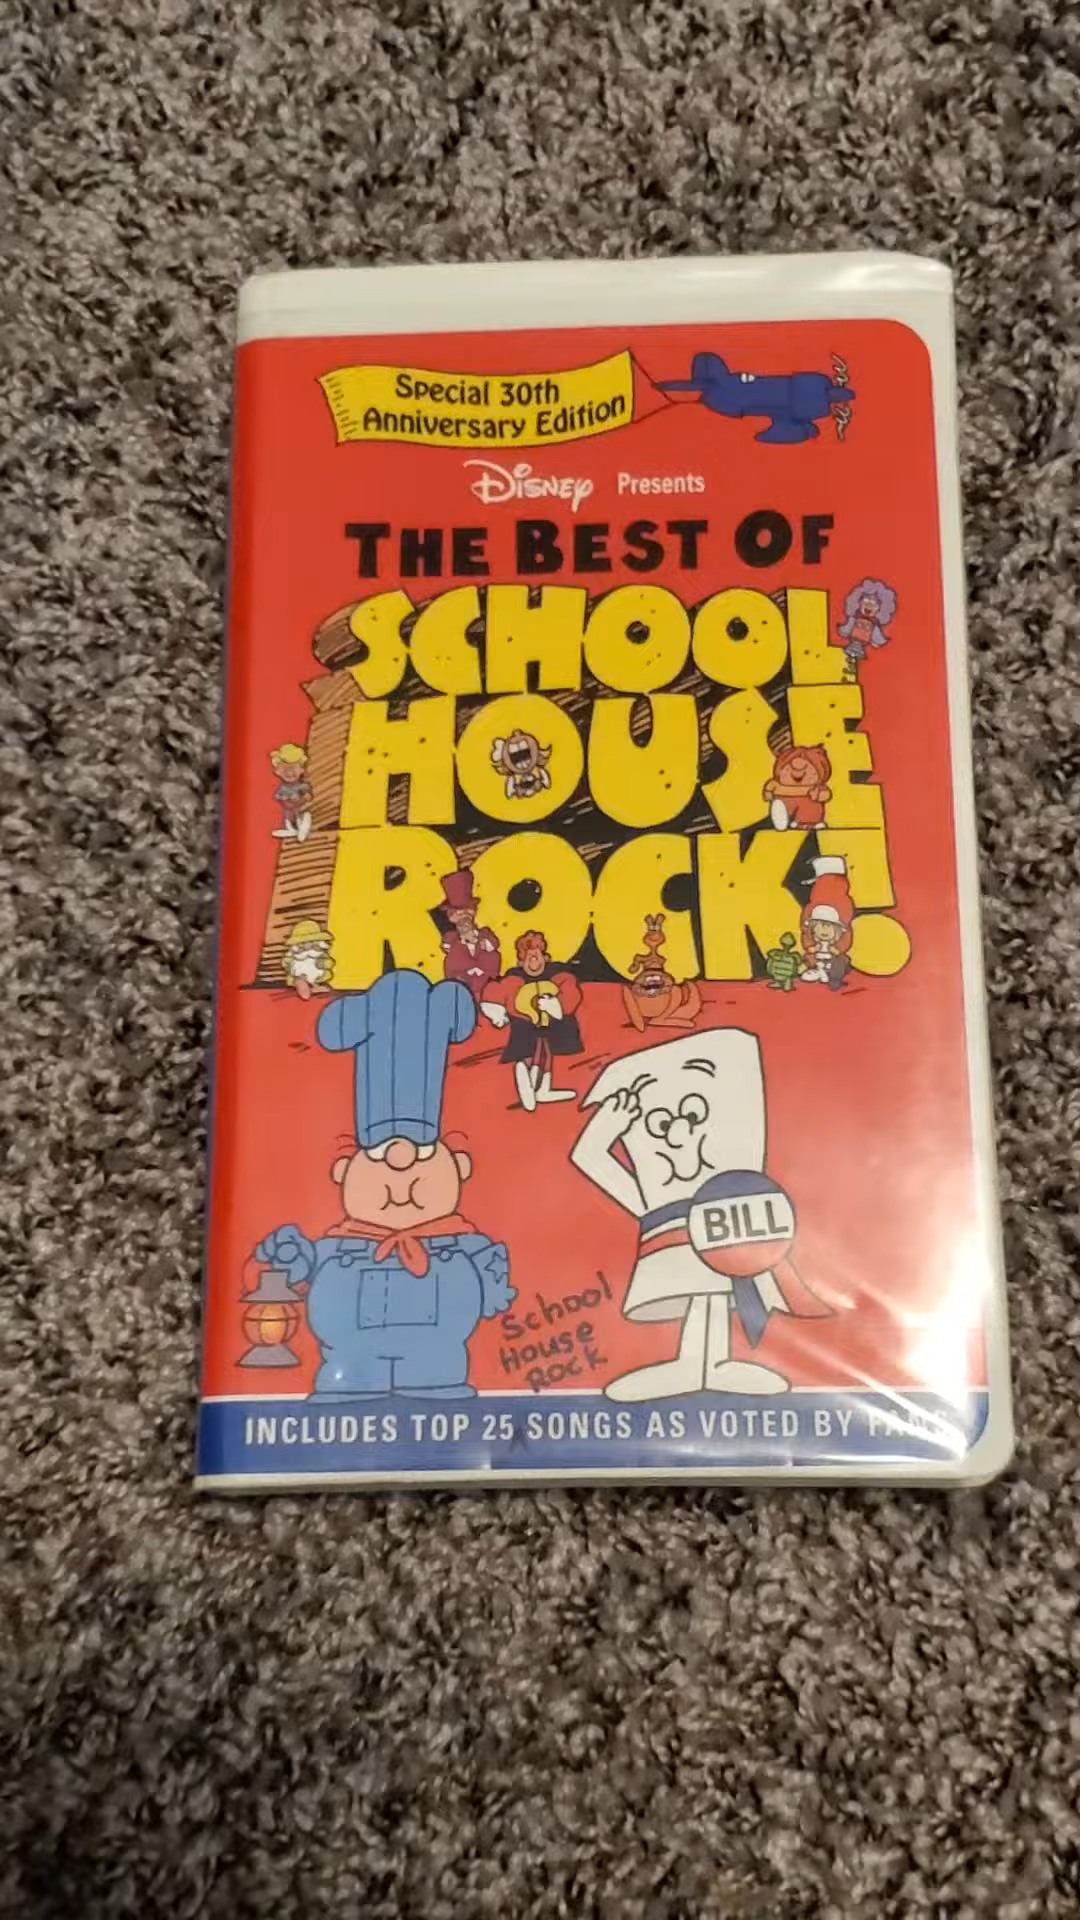 Special 30th
Anniversary Edition
Disney Presents
THE BEST OF
SCHOOL
HOUSE
ROCK!
BILL
School
House
Rock
INCLUDES TOP 25 SONGS AS VOTED BY FANS